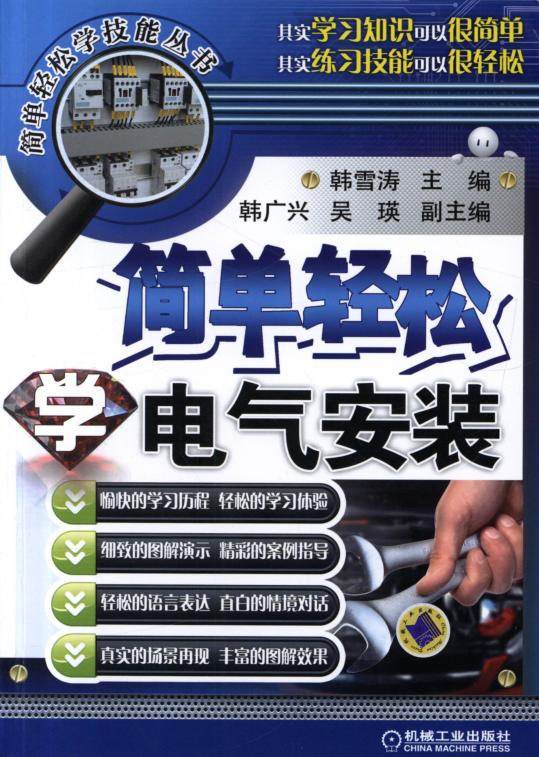 简单轻松学技能丛书
其实学习知识可以很简单
其实练习技能可以很轻松
韩雪涛 主 编
韩广兴 吴 瑛 副主编
简单轻松
学 电气安装
愉快的学习历程 轻松的学习体验
细致的图解演示 精彩的案例指导
轻松的语言表达 直白的情境对话
真实的场景再现 丰富的图解效果
机械工业出版社
CHINA MACHINE PRESS